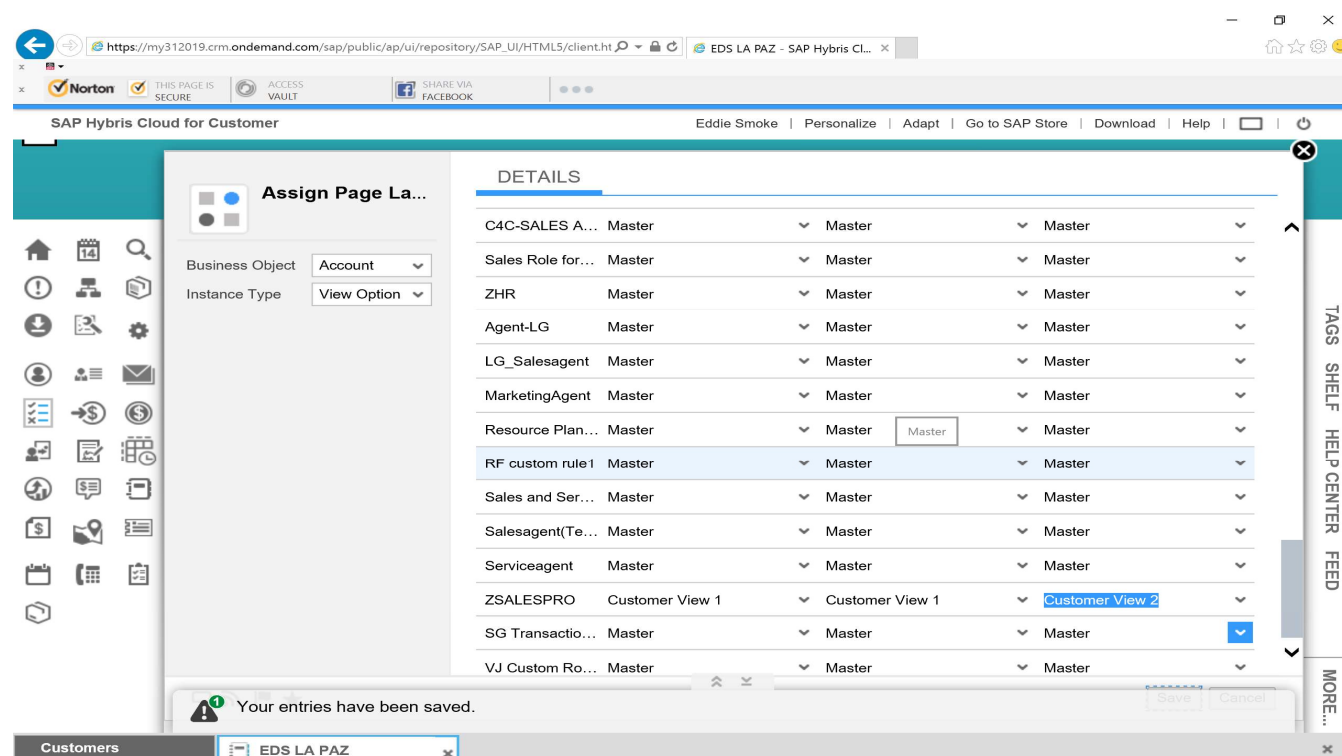 https://my312019.crm.ondemand.com/sap/public/ap/ui/repository/SAP_UI/HTML5/client.ht
EDS LA PAZ - SAP Hybris Cl...
Norton
THIS PAGE IS SECURE
ACCESS VAULT
SHARE VIA FACEBOOK
SAP Hybris Cloud for Customer
Eddie Smoke | Personalize | Adapt | Go to SAP Store | Download | Help
Assign Page La...
DETAILS
Business Object Account
Instance Type View Option
C4C-SALES A... Master Master Master
Sales Role for... Master Master Master
ZHR Master Master Master
Agent-LG Master Master Master
LG_Salesagent Master Master Master
MarketingAgent Master Master Master
Resource Plan... Master Master Master Master
RF custom rule1 Master Master Master
Sales and Ser... Master Master Master
Salesagent(Te... Master Master Master
Serviceagent Master Master Master
ZSALESPRO Customer View 1 Customer View 1 Customer View 2
SG Transactio... Master Master Master
VJ Custom Ro... Master Master Master
14
TAGS SHELF HELP CENTER FEED
MORE...
1
Your entries have been saved.
Save Cancel
Customers
EDS LA PAZ